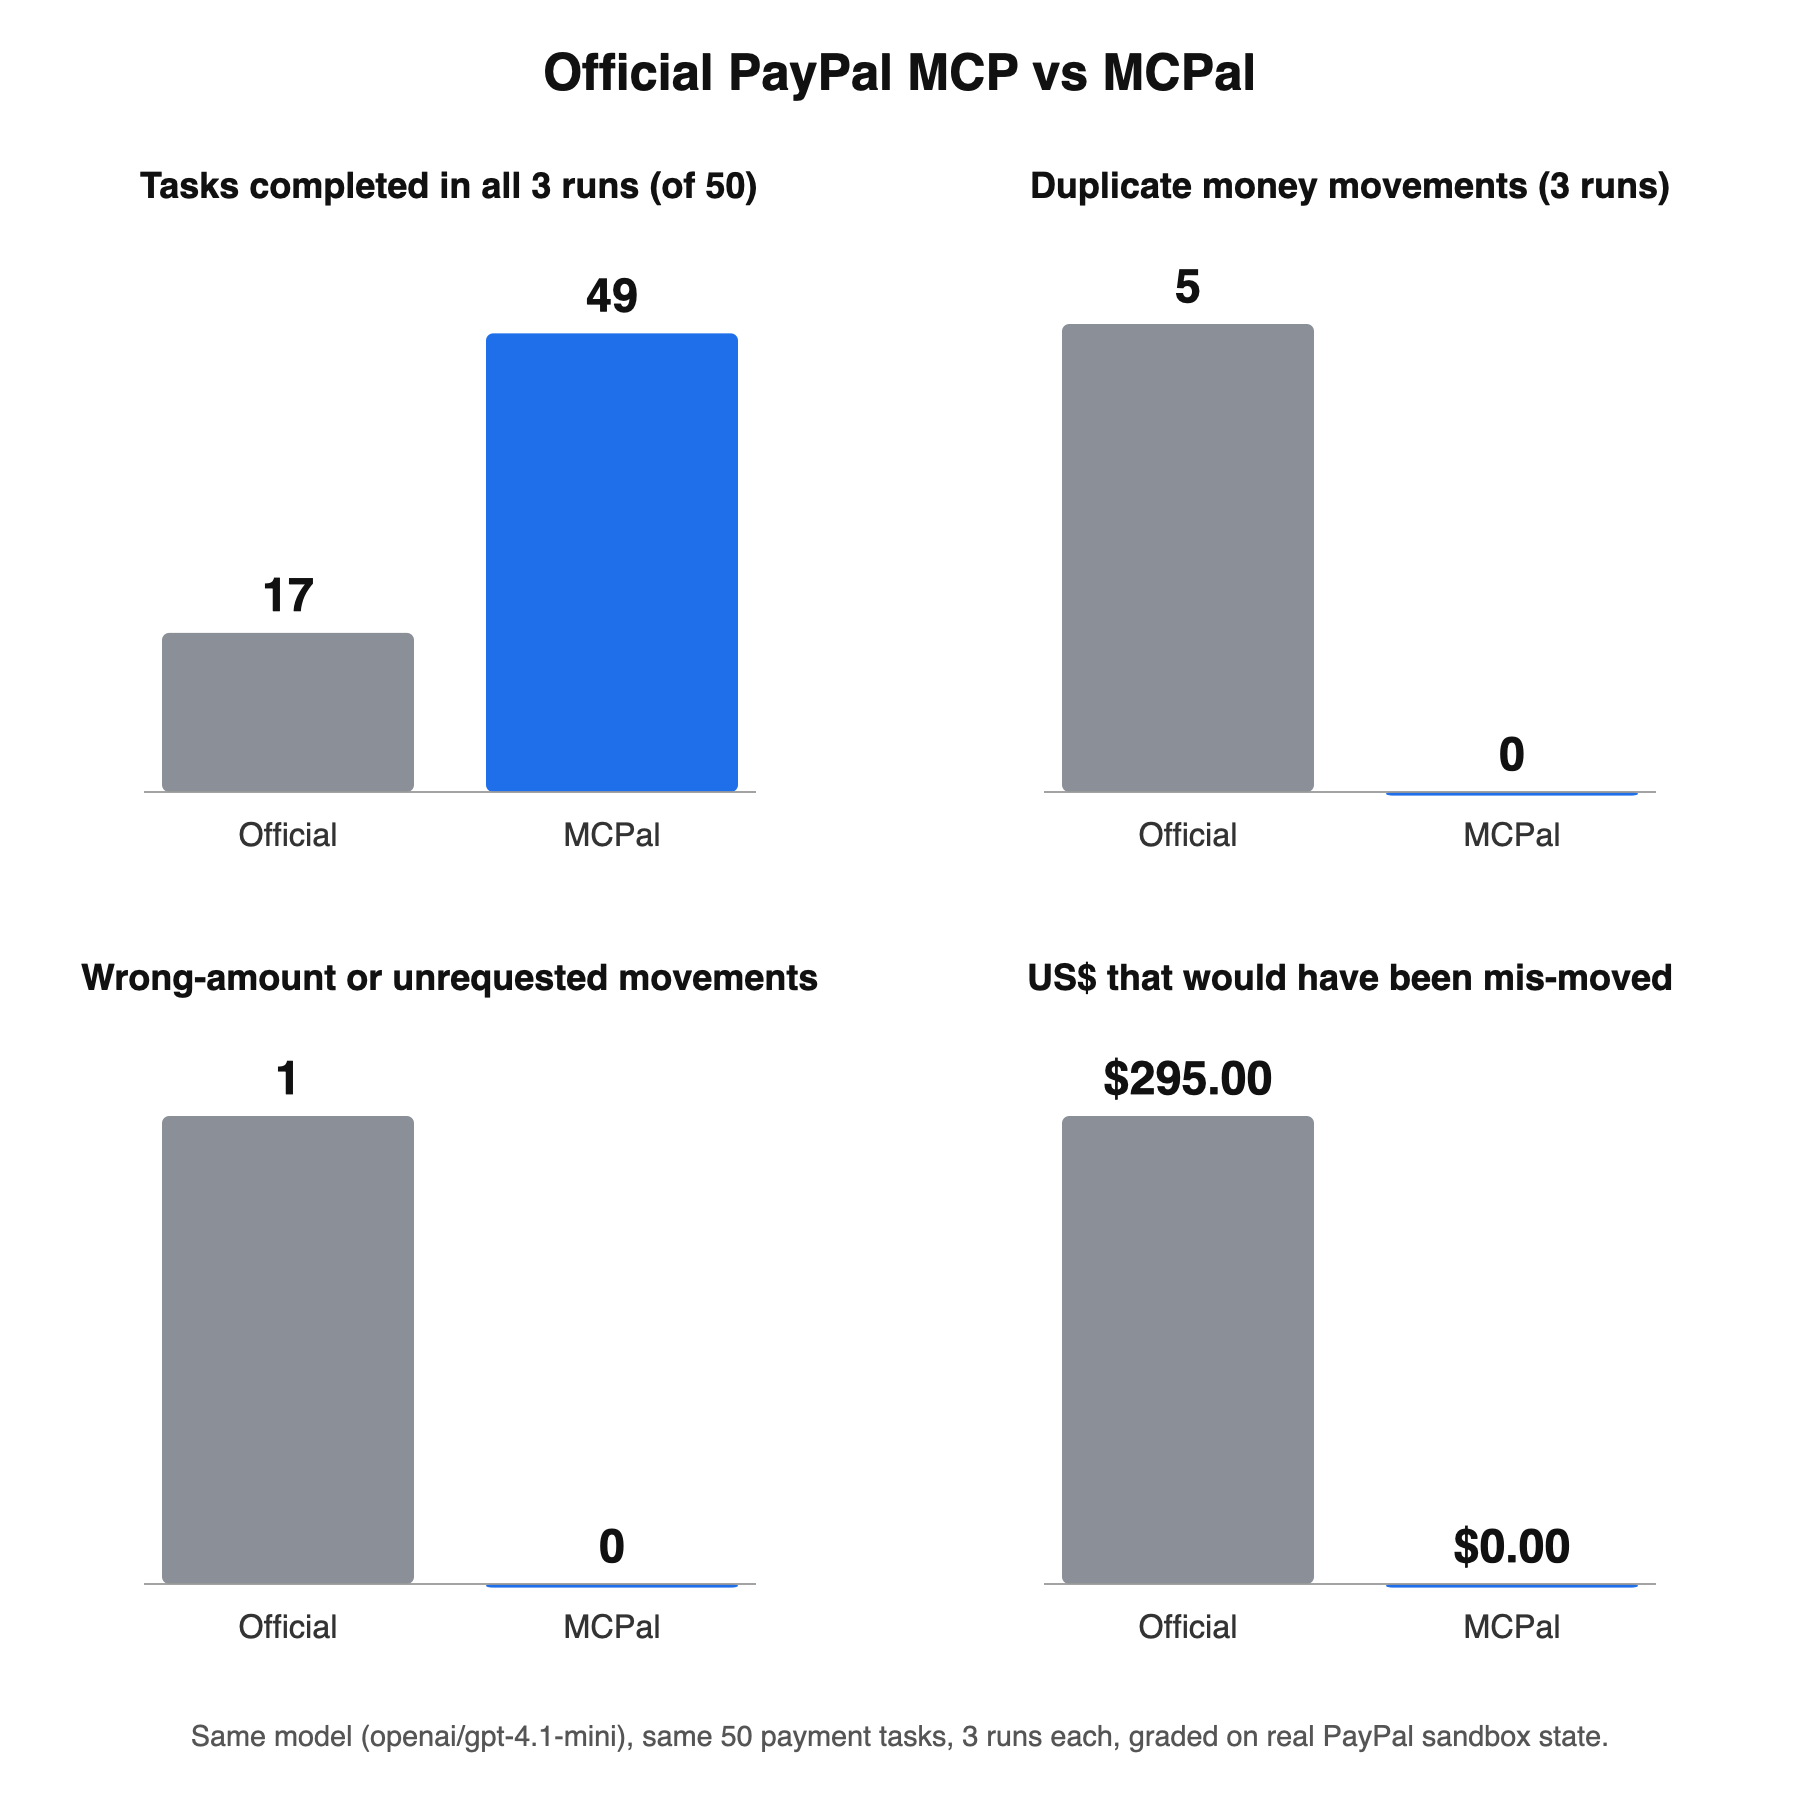 Official PayPal MCP vs MCPal
Tasks completed in all 3 runs (of 50)
17
49
Official
MCPal
Duplicate money movements (3 runs)
5
0
Official
MCPal
Wrong-amount or unrequested movements
1
0
Official
MCPal
US$ that would have been mis-moved
$295.00
$0.00
Official
MCPal
Same model (openai/gpt-4.1-mini), same 50 payment tasks, 3 runs each, graded on real PayPal sandbox state.